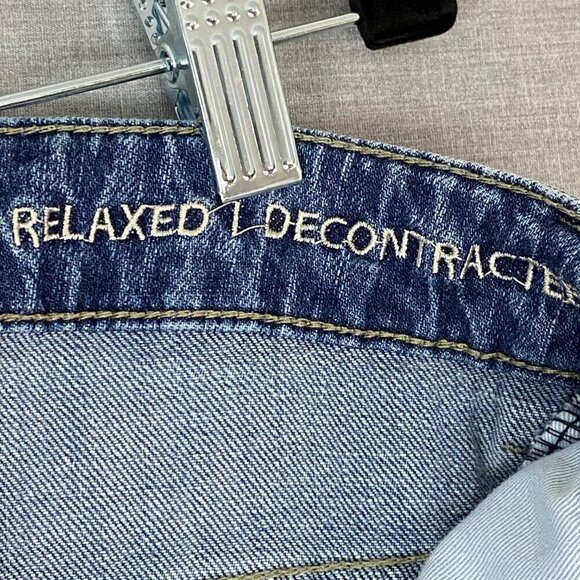 RELAXED / DECONTRACTE